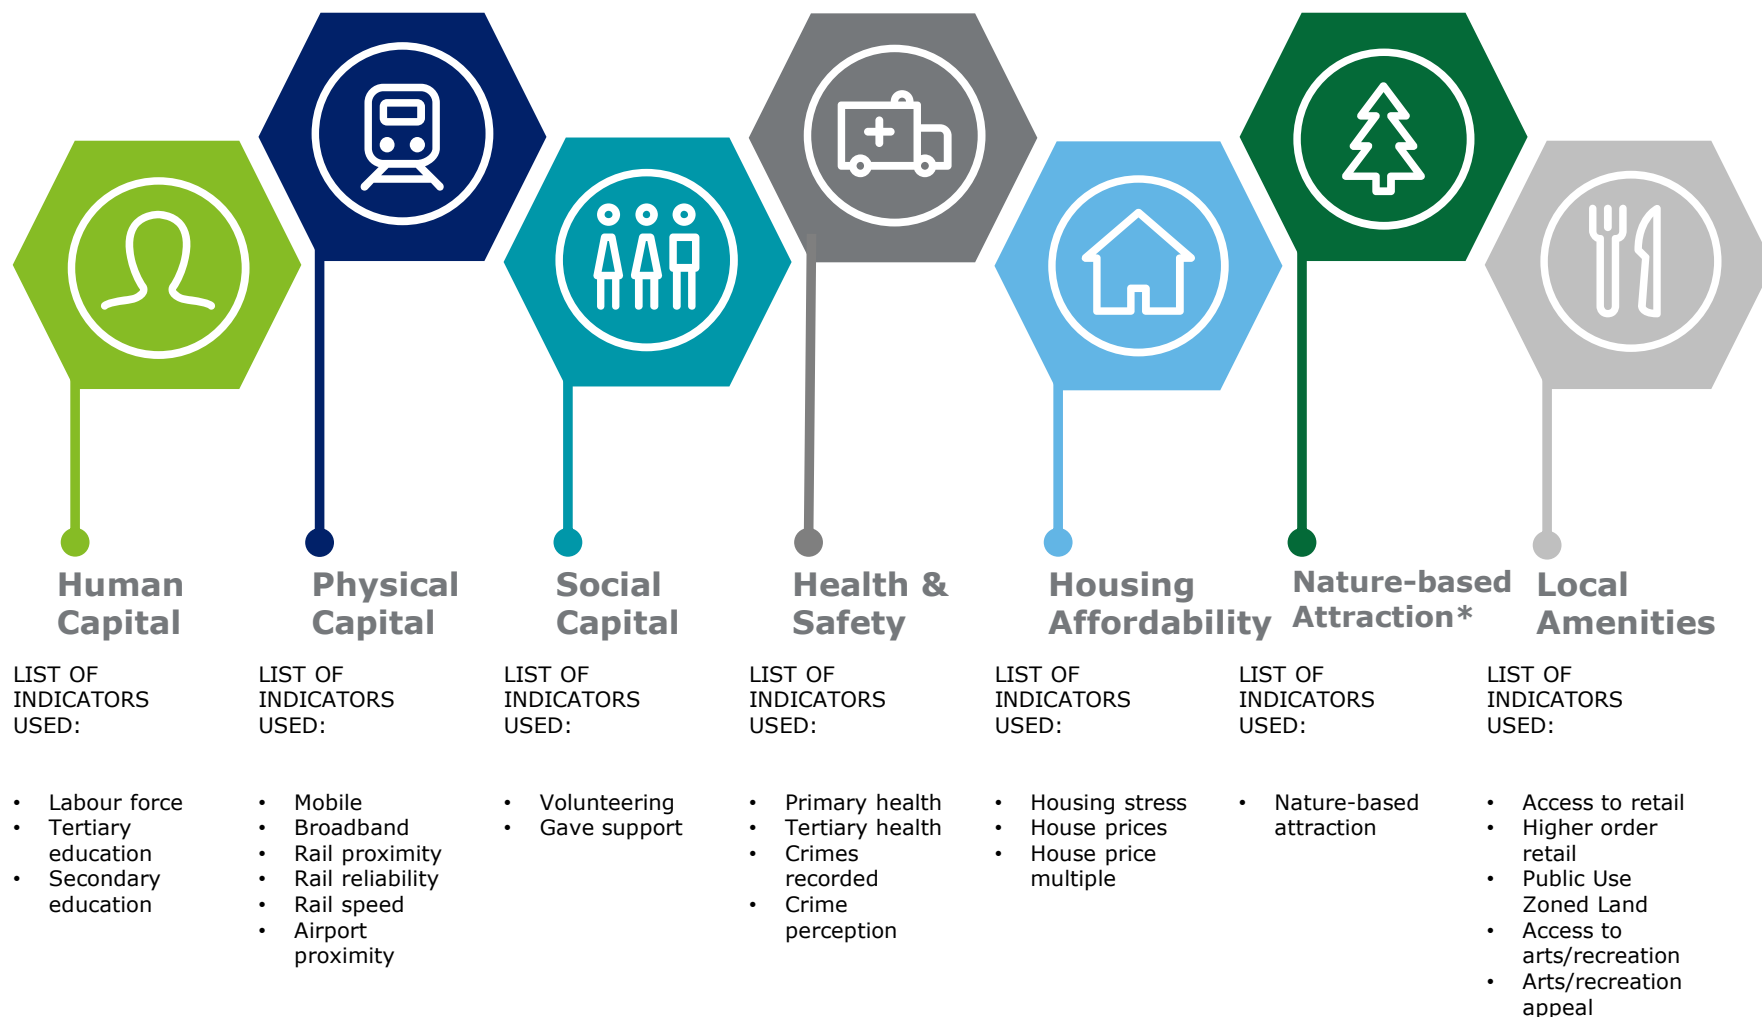 Human
Capital
LIST OF
INDICATORS
USED:
• Labour force
• Tertiary
education
• Secondary
education
Physical
Capital
LIST OF
INDICATORS
USED:
• Mobile
• Broadband
• Rail proximity
• Rail reliability
• Rail speed
• Airport
proximity
Social
Capital
LIST OF
INDICATORS
USED:
• Volunteering
• Gave support
Health &
Safety
LIST OF
INDICATORS
USED:
• Primary health
• Tertiary health
• Crimes
recorded
• Crime
perception
Housing
Affordability
LIST OF
INDICATORS
USED:
• Housing stress
• House prices
• House price
multiple
Nature-based
Attraction*
LIST OF
INDICATORS
USED:
• Nature-based
attraction
Local
Amenities
LIST OF
INDICATORS
USED:
• Access to retail
• Higher order
retail
• Public Use
Zoned Land
• Access to
arts/recreation
• Arts/recreation
appeal